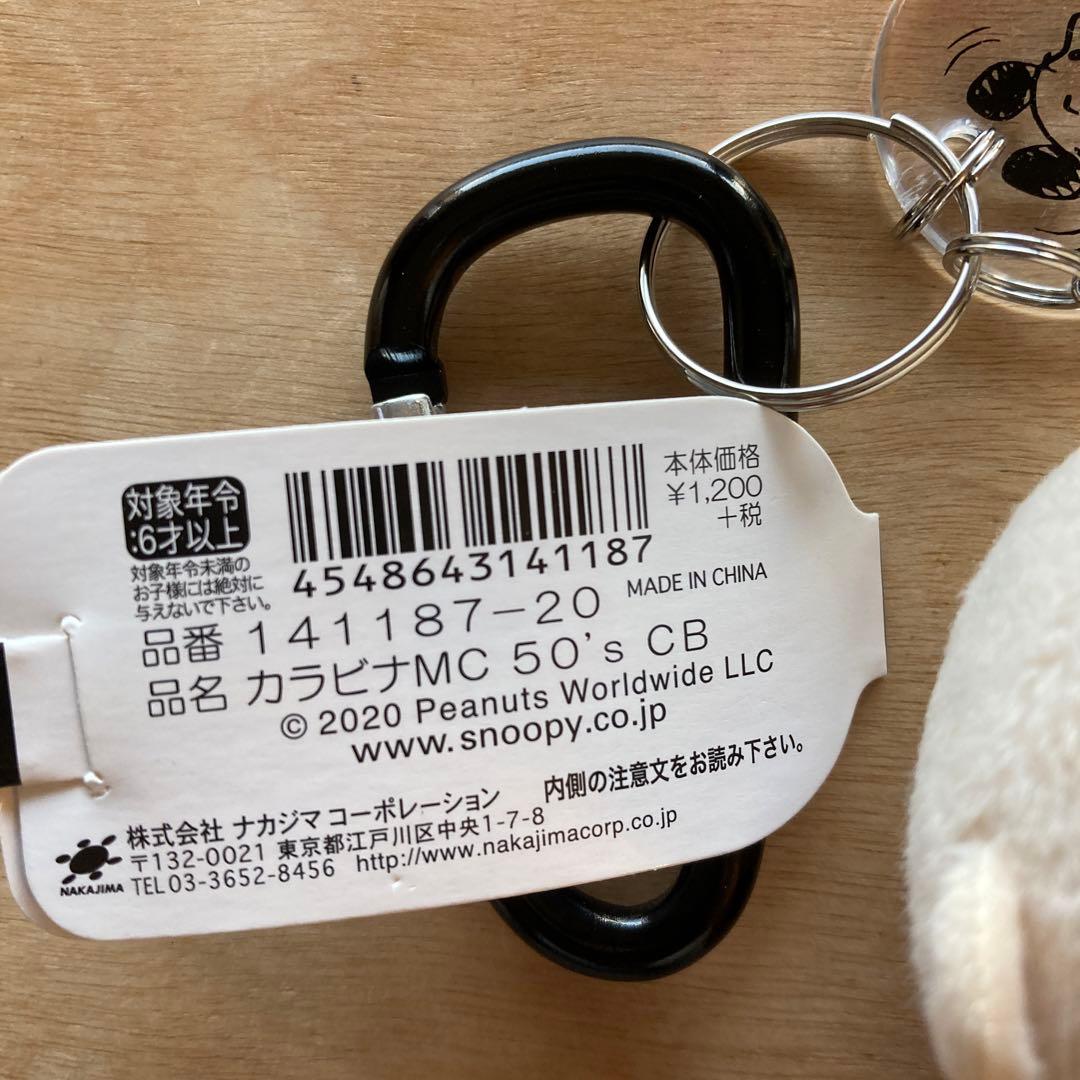 対象年令
:6才以上
対象年令未満の
お子様には絶対に
与えないで下さい。
4548643141187
本体価格
¥1,200
+税
MADE IN CHINA
品番 141187-20
品名 カラビナMC 50's CB
© 2020 Peanuts Worldwide LLC
www.snoopy.co.jp
内側の注意文をお読み下さい。
NAKAJIMA
株式会社 ナカジマ コーポレーション
〒132-0021 東京都江戸川区中央1-7-8
TEL 03-3652-8456 http://www.nakajimacorp.co.jp